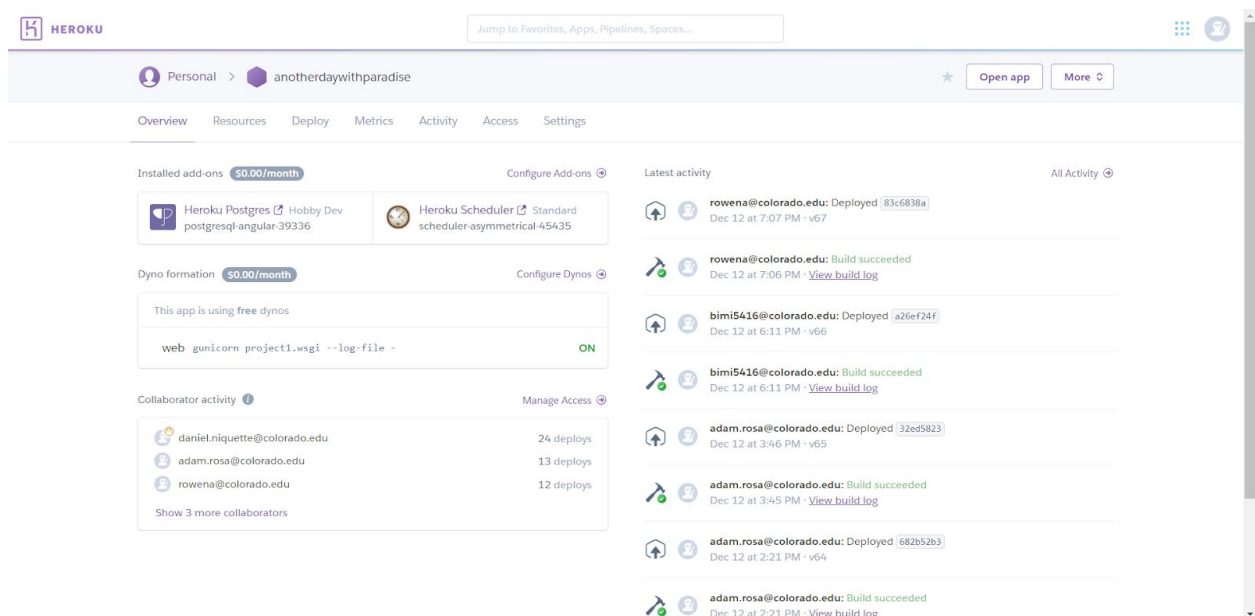 HEROKU
Jump to Favorites, Apps, Pipelines, Spaces...
Personal > anotherdaywithparadise
Open app
More
Overview Resources Deploy Metrics Activity Access Settings
Installed add-ons $0.00/month
Configure Add-ons
Heroku Postgres Hobby Dev
postgresql-angular-39336
Heroku Scheduler Standard
scheduler-asymmetrical-45435
Dyno formation $0.00/month
Configure Dynos
This app is using free dynos
web gunicorn project1.wsgi --log-file -
ON
Collaborator activity
Manage Access
daniel.niquette@colorado.edu 24 deploys
adam.rosa@colorado.edu 13 deploys
rowena@colorado.edu 12 deploys
Show 3 more collaborators
Latest activity
All Activity
rowena@colorado.edu: Deployed 83c6838a
Dec 12 at 7:07 PM · v67
rowena@colorado.edu: Build succeeded
Dec 12 at 7:06 PM · View build log
bimi5416@colorado.edu: Deployed a26ef24f
Dec 12 at 6:11 PM · v66
bimi5416@colorado.edu: Build succeeded
Dec 12 at 6:11 PM · View build log
adam.rosa@colorado.edu: Deployed 32ed5823
Dec 12 at 3:46 PM · v65
adam.rosa@colorado.edu: Build succeeded
Dec 12 at 3:45 PM · View build log
adam.rosa@colorado.edu: Deployed 682b52b3
Dec 12 at 2:21 PM · v64
adam.rosa@colorado.edu: Build succeeded
Dec 12 at 2:21 PM · View build log